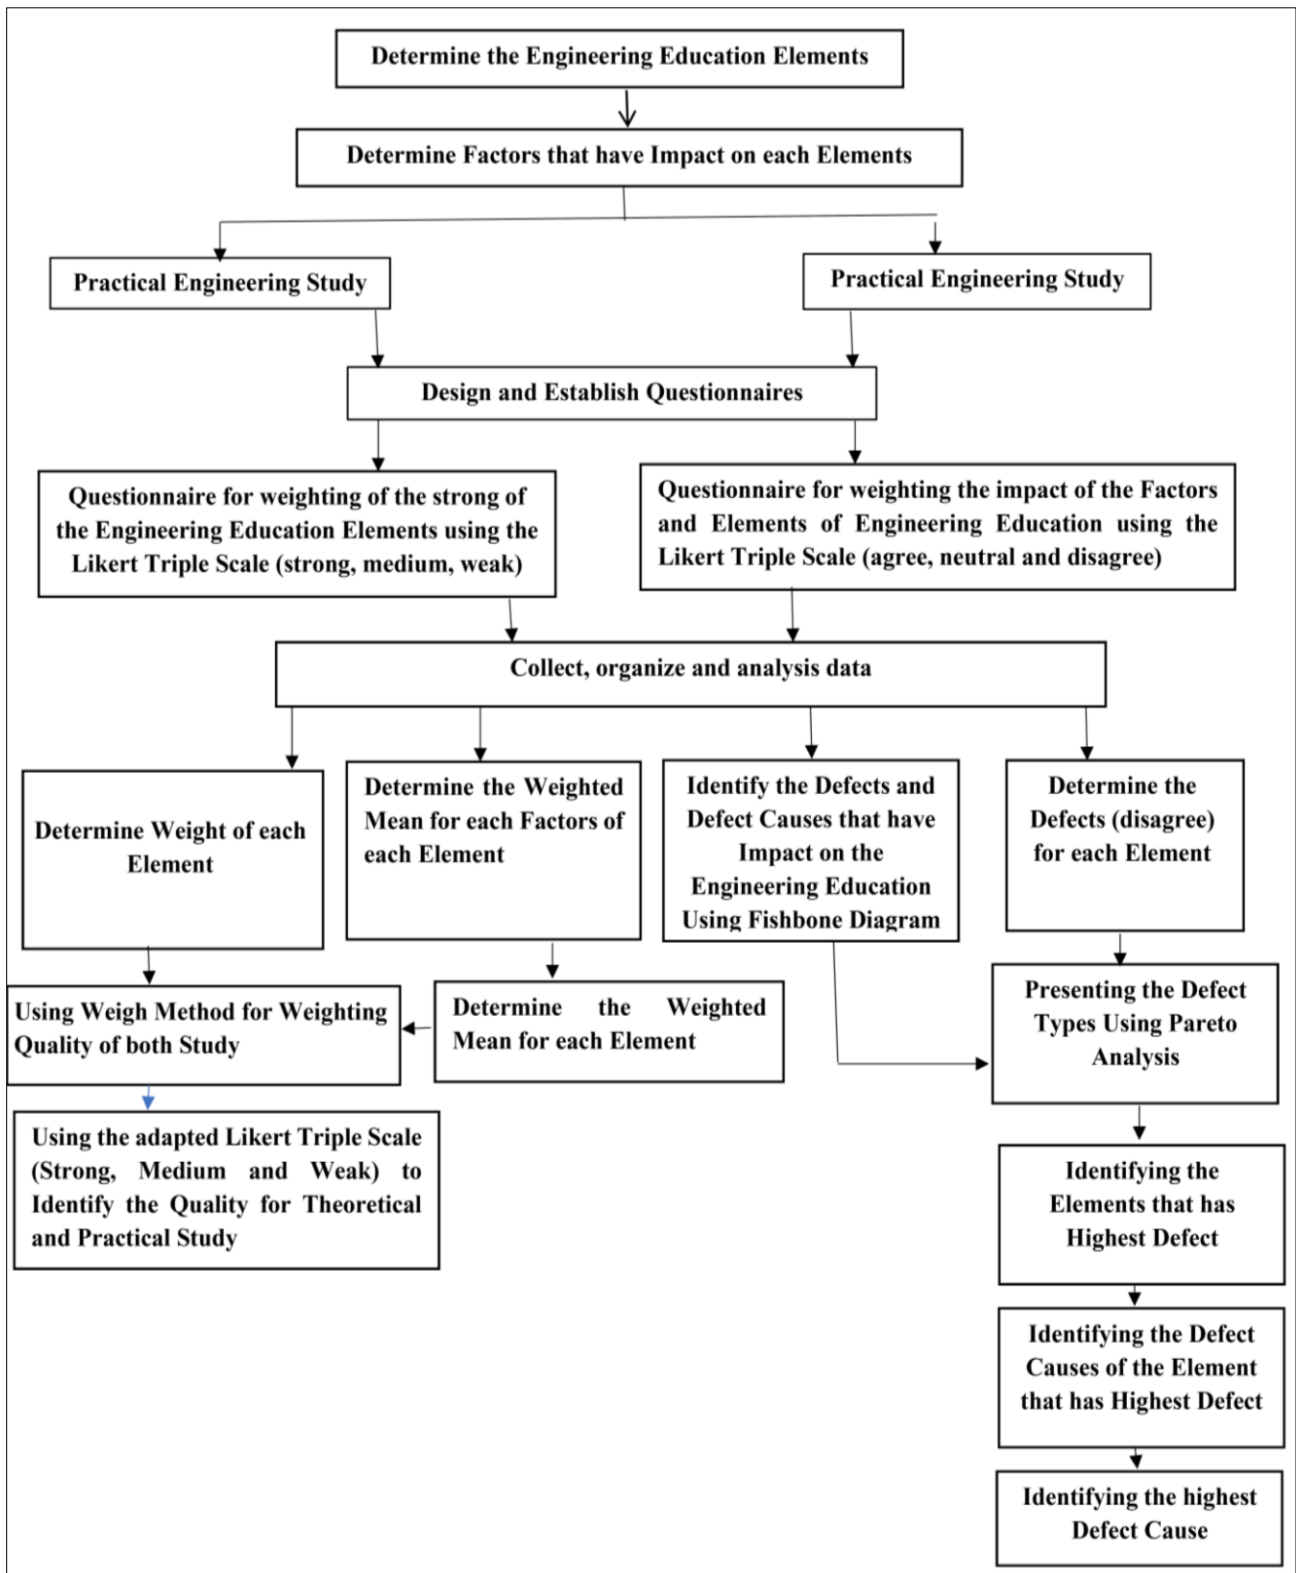 Determine the Engineering Education Elements
Determine Factors that have Impact on each Elements
Practical Engineering Study
Practical Engineering Study
Design and Establish Questionnaires
Questionnaire for weighting of the strong of
the Engineering Education Elements using the
Likert Triple Scale (strong, medium, weak)
Questionnaire for weighting the impact of the Factors
and Elements of Engineering Education using the
Likert Triple Scale (agree, neutral and disagree)
Collect, organize and analysis data
Determine Weight of each
Element
Determine the Weighted
Mean for each Factors of
each Element
Identify the Defects and
Defect Causes that have
Impact on the
Engineering Education
Using Fishbone Diagram
Determine the
Defects (disagree)
for each Element
Using Weigh Method for Weighting
Quality of both Study
Determine the Weighted
Mean for each Element
Presenting the Defect
Types Using Pareto
Analysis
Using the adapted Likert Triple Scale
(Strong, Medium and Weak) to
Identify the Quality for Theoretical
and Practical Study
Identifying the
Elements that has
Highest Defect
Identifying the Defect
Causes of the Element
that has Highest Defect
Identifying the highest
Defect Cause